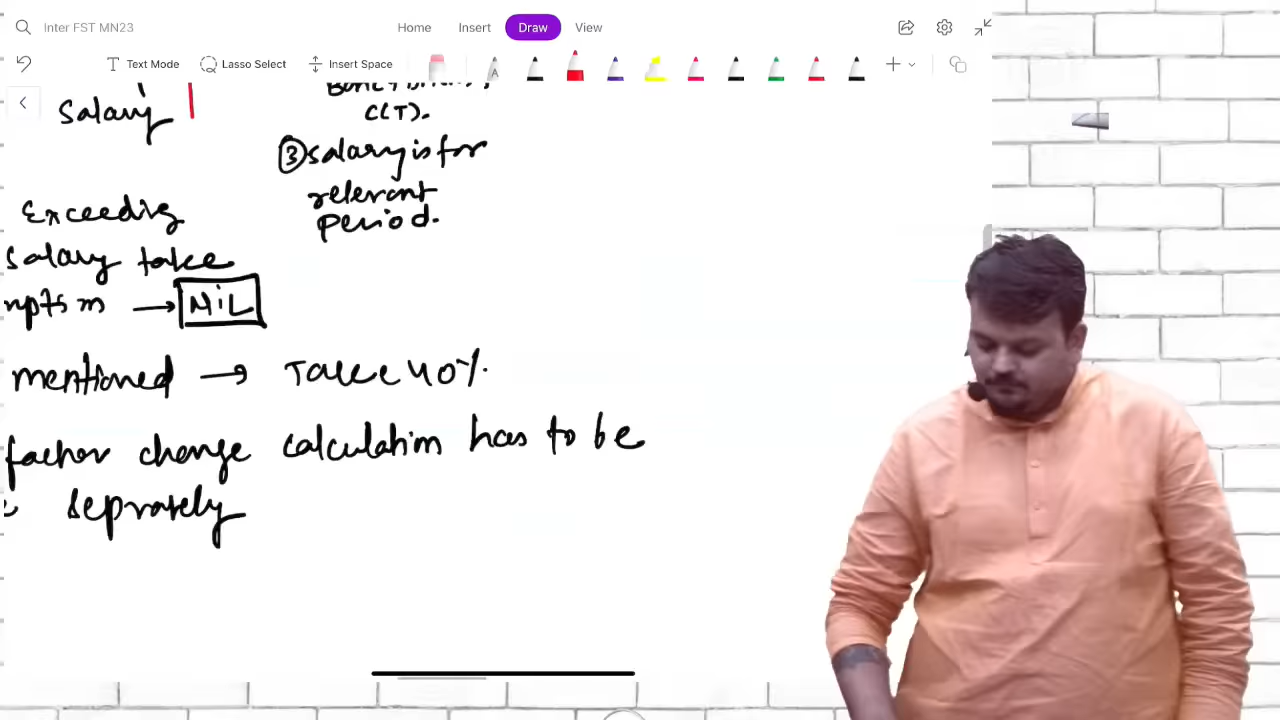 Inter FST MN23
Home
Insert
Draw
View
Text Mode
Lasso Select
Insert Space
Salary
C(T).
③ salary is for
relevant
period.
Exceeding
salary take
→ NiL
mentioned → Take 40%.
factor change calculation has to be
seprately